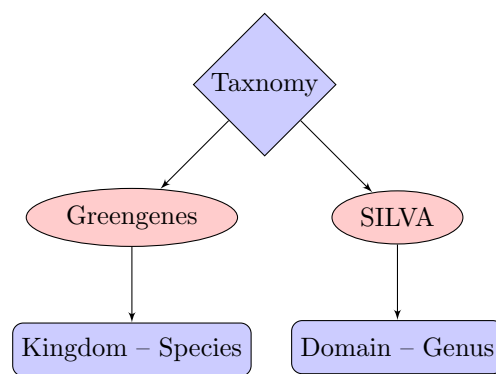 Taxnomy
Greengenes
SILVA
Kingdom – Species
Domain – Genus